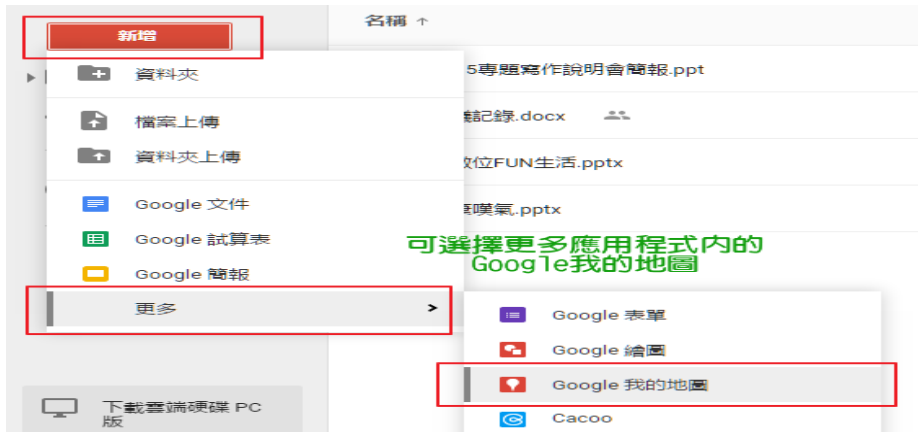 新增
名稱 ↑
資料夾
5專題寫作說明會簡報.ppt
檔案上傳
記錄.docx
資料夾上傳
位FUN生活.pptx
Google 文件
嘆氣.pptx
Google 試算表
可選擇更多應用程式内的
Google我的地圖
Google 簡報
更多
Google 表單
Google 繪圖
Google 我的地圖
Cacoo
下載雲端硬碟 PC
版